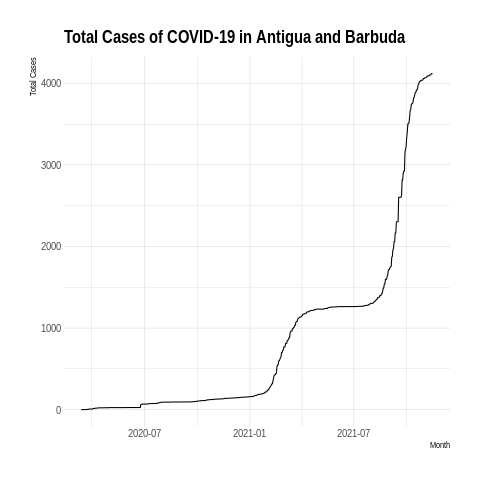 Total Cases of COVID-19 in Antigua and Barbuda
Total Cases
4000
3000
2000
1000
0
2020-07 2021-01 2021-07
Month